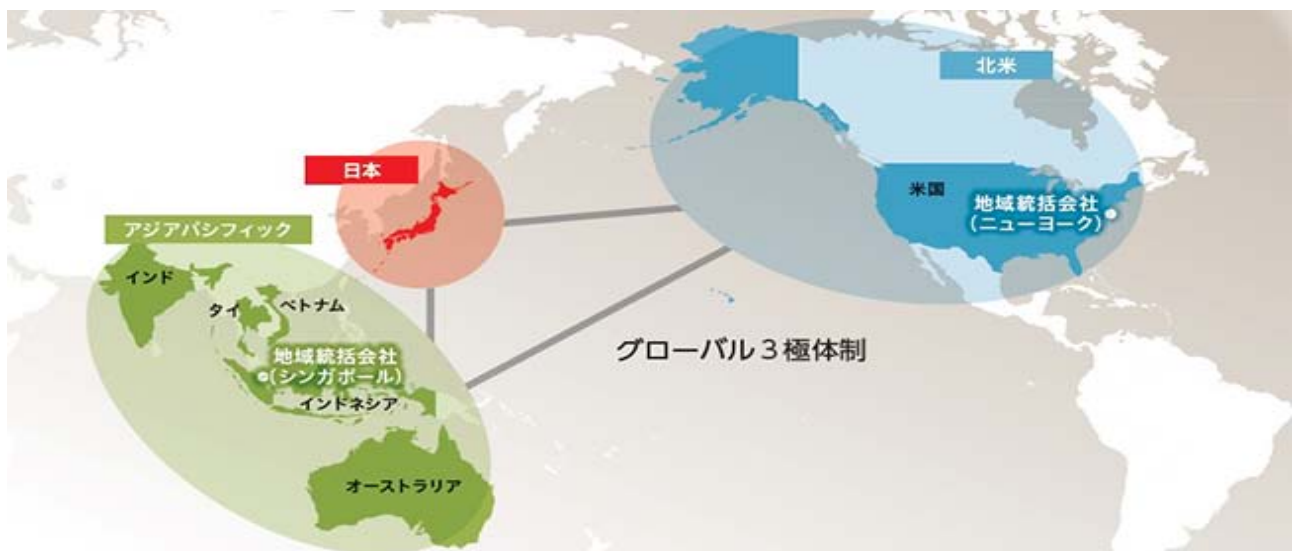 北米
日本
米国
地域統括会社
(ニューヨーク)
アジアパシフィック
インド
タイ
ベトナム
グローバル３極体制
地域統括会社
(シンガポール)
インドネシア
オーストラリア